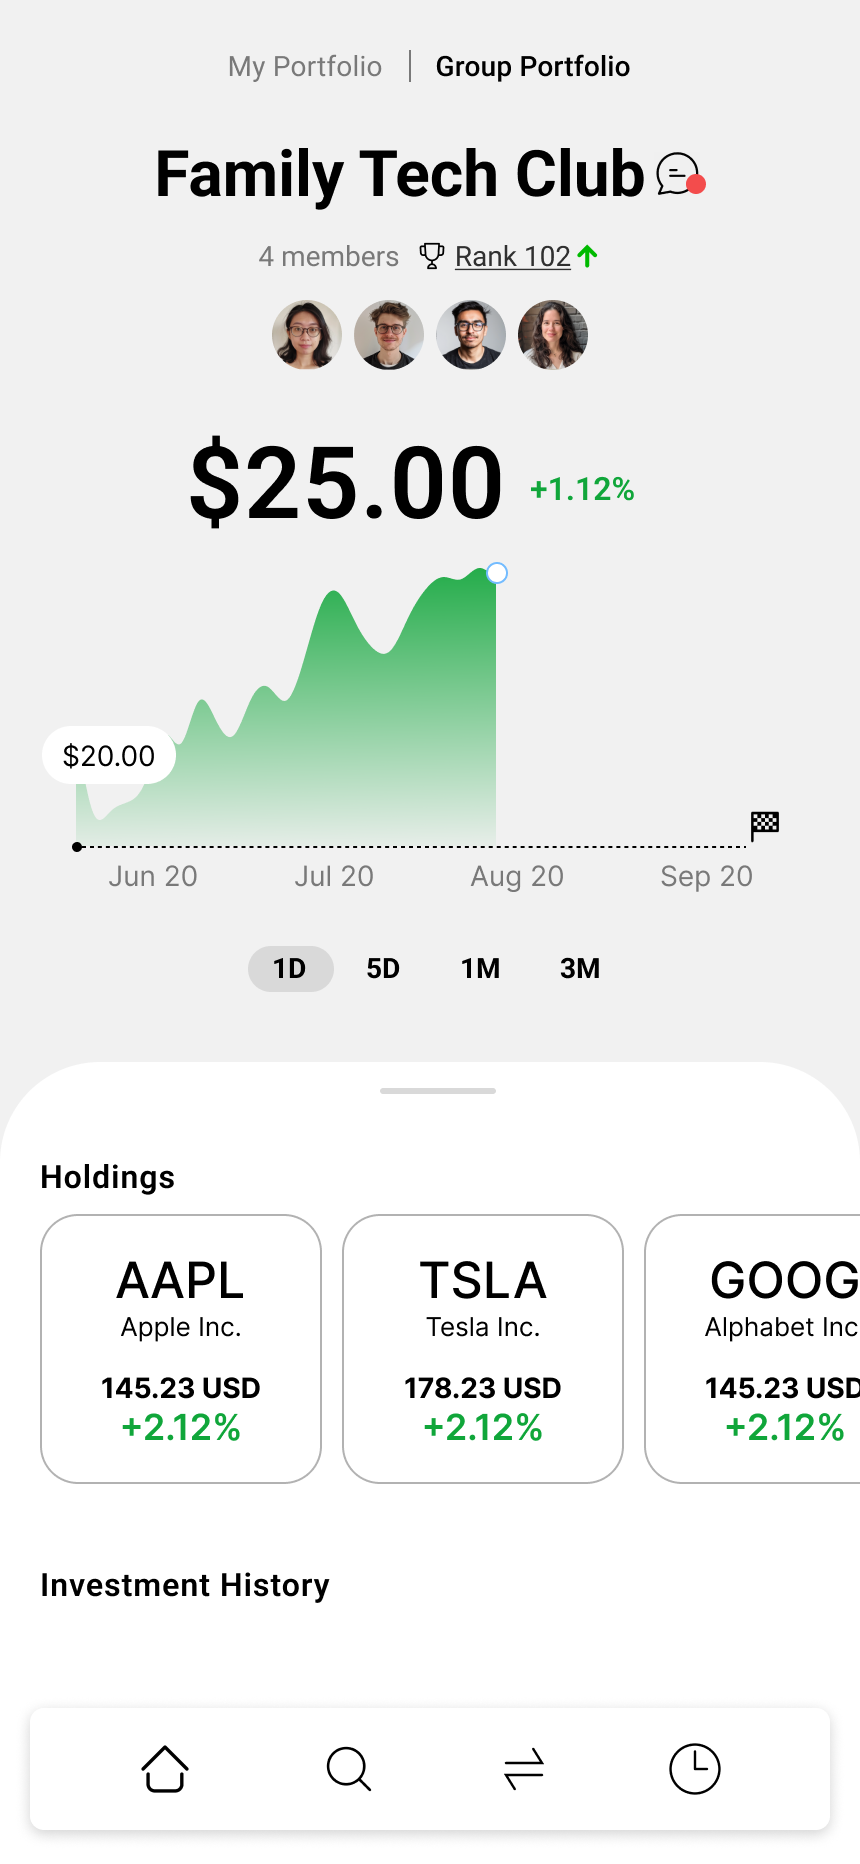 My Portfolio | Group Portfolio
Family Tech Club
4 members Rank 102
$25.00 +1.12%
$20.00
Jun 20 Jul 20 Aug 20 Sep 20
1D 5D 1M 3M
Holdings
AAPL TSLA GOOG
Apple Inc. Tesla Inc. Alphabet Inc
145.23 USD 178.23 USD 145.23 USD
+2.12% +2.12% +2.12%
Investment History